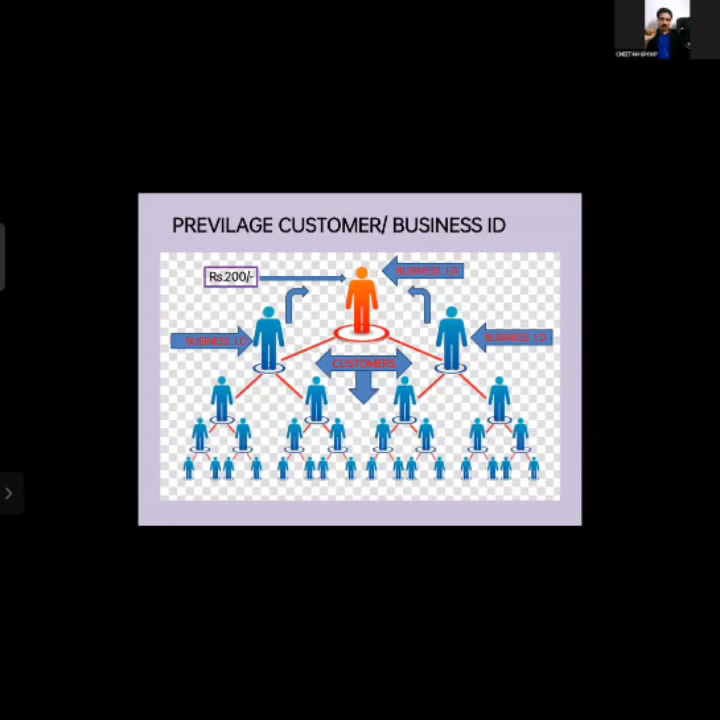 PREVILAGE CUSTOMER/ BUSINESS ID
Rs.200/-
BUSINESS I.D
BUSINESS I.D
BUSINESS I.D
CUSTOMERS